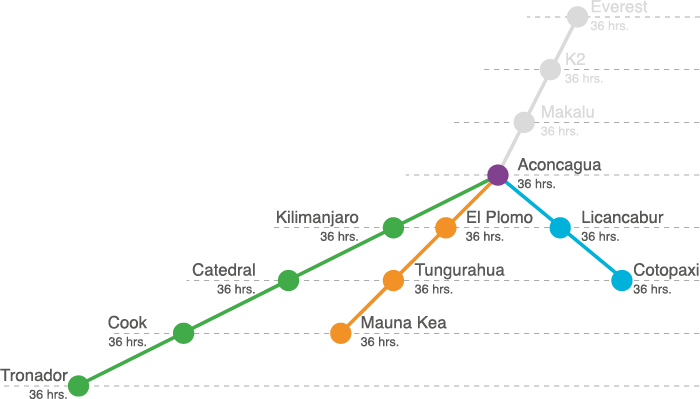 Everest
36 hrs.
K2
36 hrs.
Makalu
36 hrs.
Aconcagua
36 hrs.
Kilimanjaro
36 hrs.
El Plomo
36 hrs.
Licancabur
36 hrs.
Catedral
36 hrs.
Tungurahua
36 hrs.
Cotopaxi
36 hrs.
Cook
36 hrs.
Mauna Kea
36 hrs.
Tronador
36 hrs.